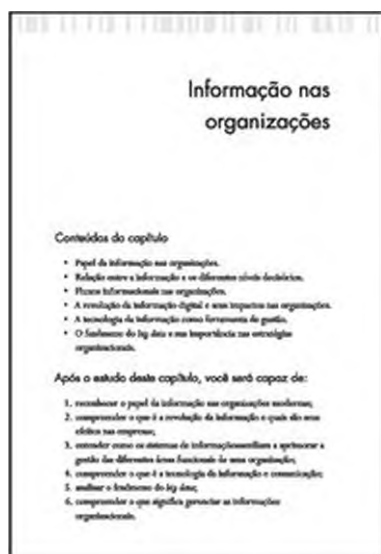 Informação nas
organizações
Conteúdos do capítulo
• Papel da informação nas organizações.
• Relação entre a informação e os diferentes níveis decisórios.
• Fluxos informacionais nas organizações.
• A revolução da informação digital e seus impactos nas organizações.
• A tecnologia da informação como ferramenta de gestão.
• O fenômeno do big data e sua importância nas estratégias
organizacionais.
Após o estudo deste capítulo, você será capaz de:
1. reconhecer o papel da informação nas organizações modernas;
2. compreender o que é a revolução da informação e quais são seus
efeitos nas empresas;
3. entender como os sistemas de informações auxiliam a aprimorar a
gestão das diferentes áreas funcionais de uma organização;
4. compreender o que é a tecnologia da informação e comunicação;
5. analisar o fenômeno do big data;
6. compreender o que significa gerenciar as informações
organizacionais.